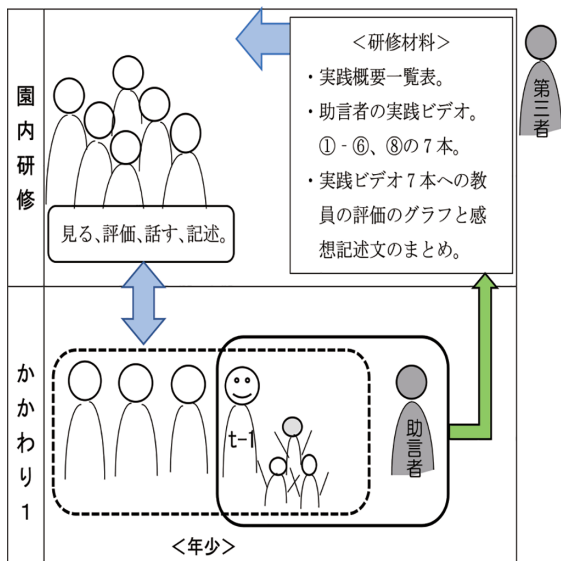 園内研修
<研修材料>
・実践概要一覧表。
・助言者の実践ビデオ。
①‐⑥、⑧の7本。
・実践ビデオ7本への教
員の評価のグラフと感
想記述文のまとめ。
第三者
見る、評価、話す、記述。
かかわり1
t-1
助言者
<年少>